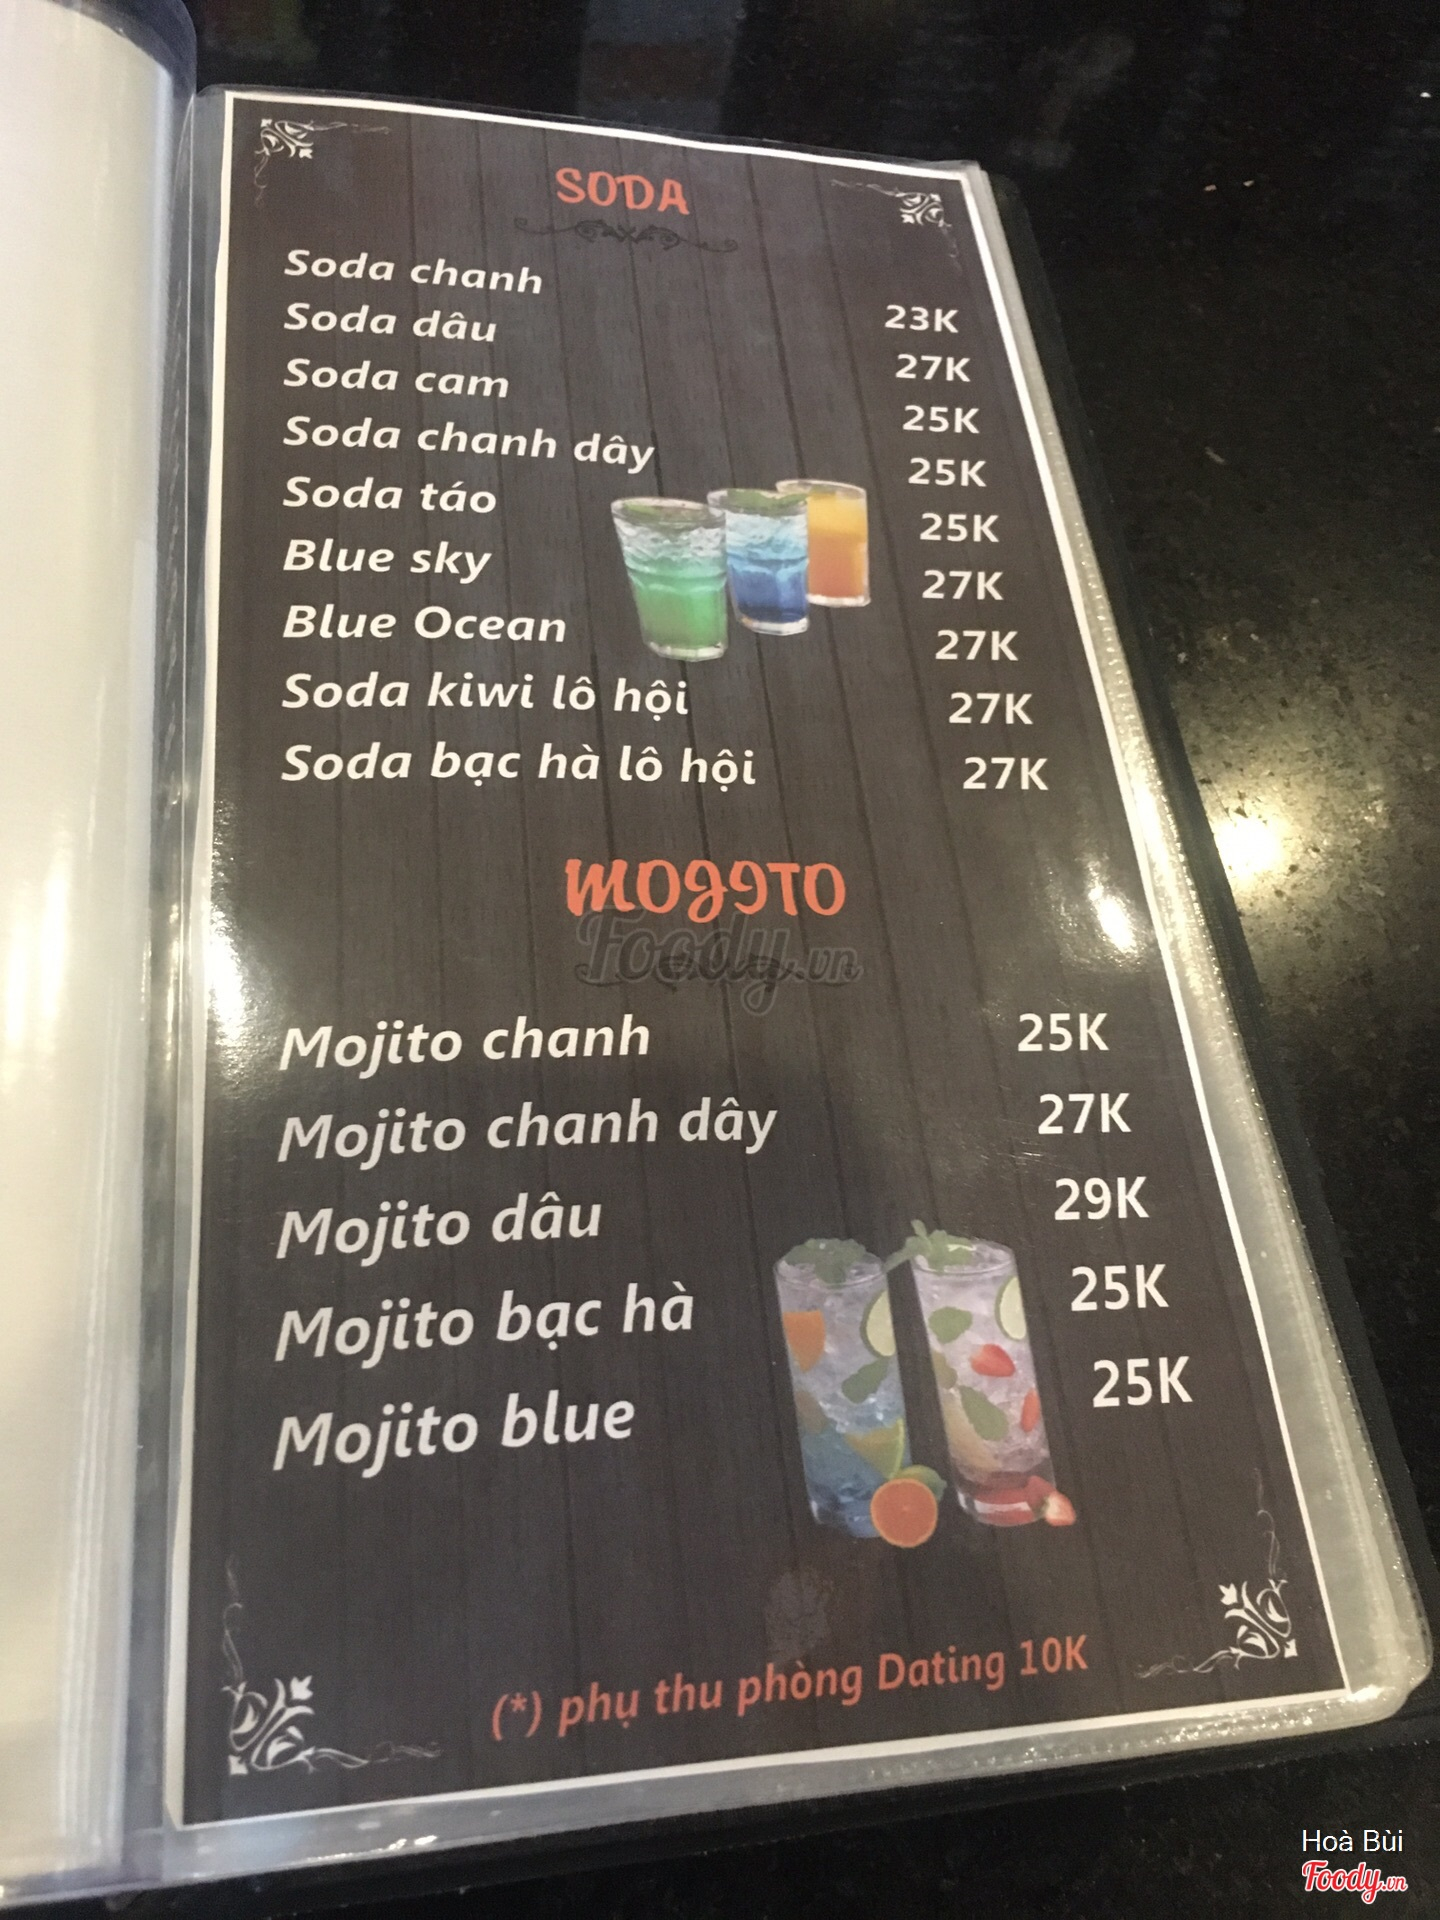 SODA
Soda chanh 23K
Soda dâu 27K
Soda cam 25K
Soda chanh dây 25K
Soda táo 25K
Blue sky 27K
Blue Ocean 27K
Soda kiwi lô hội 27K
Soda bạc hà lô hội 27K
MOJITO
Foody.vn
Mojito chanh 25K
Mojito chanh dây 27K
Mojito dâu 29K
Mojito bạc hà 25K
Mojito blue 25K
(*) phụ thu phòng Dating 10K
Hoà Bùi
Foody.vn